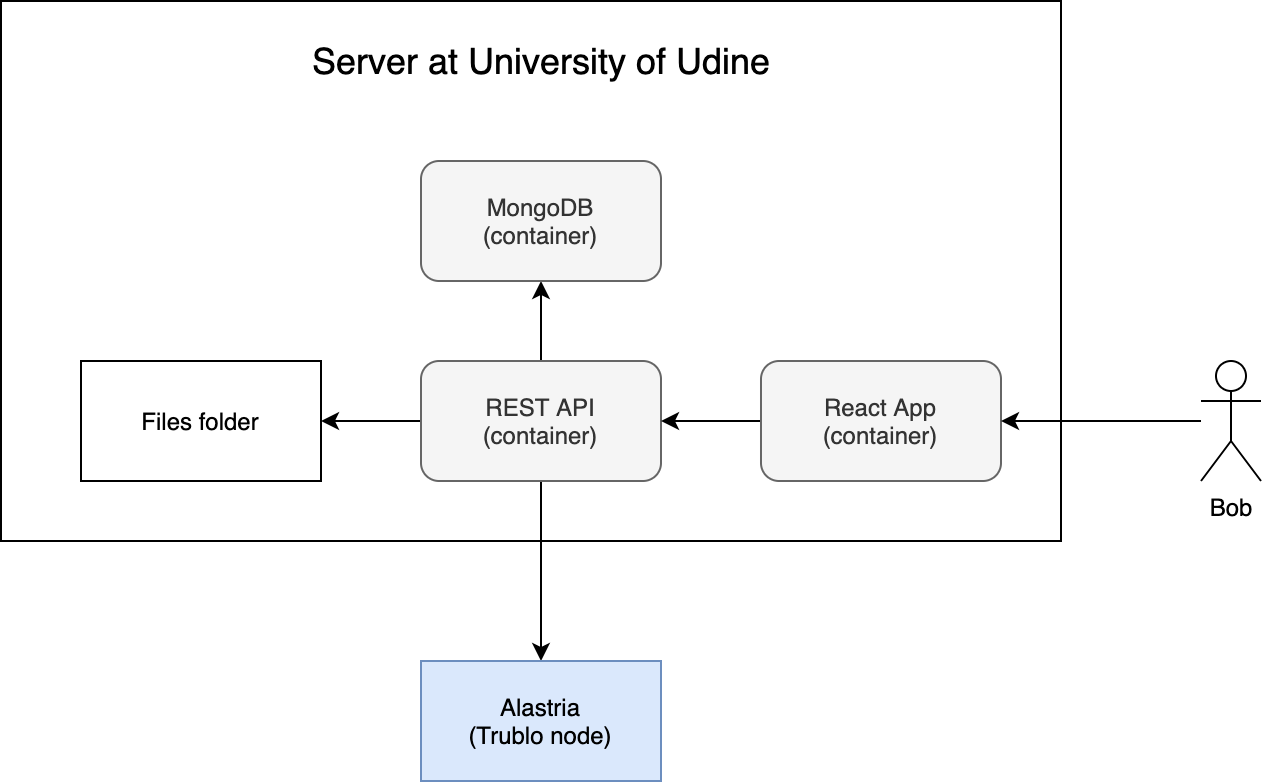 Server at University of Udine
MongoDB
(container)
Files folder
REST API
(container)
React App
(container)
Bob
Alastria
(Trublo node)